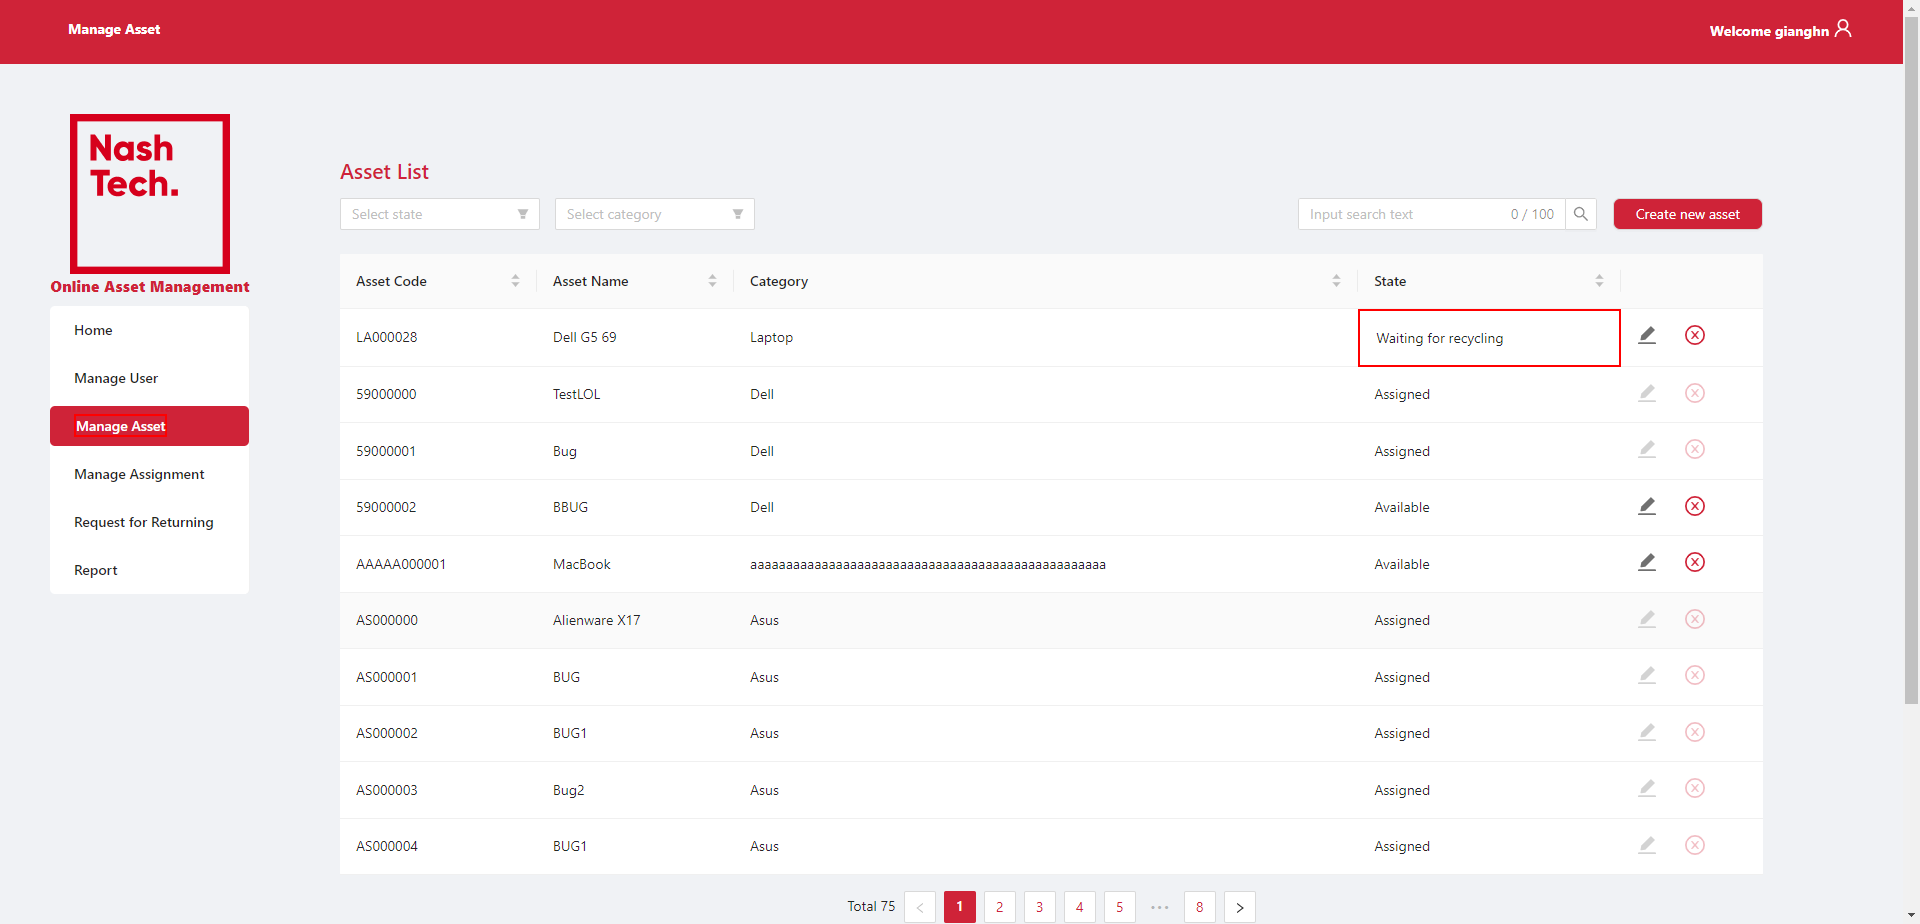 Manage Asset
Welcome gianghn
Nash
Tech.
Online Asset Management
Home
Manage User
Manage Asset
Manage Assignment
Request for Returning
Report
Asset List
Select state
Select category
Input search text 0 / 100
Create new asset
Asset Code Asset Name Category State
LA000028 Dell G5 69 Laptop Waiting for recycling
59000000 TestLOL Dell Assigned
59000001 Bug Dell Assigned
59000002 BBUG Dell Available
AAAAA000001 MacBook aaaaaaaaaaaaaaaaaaaaaaaaaaaaaaaaaaaaaaaaaaaaaaaaaa Available
AS000000 Alienware X17 Asus Assigned
AS000001 BUG Asus Assigned
AS000002 BUG1 Asus Assigned
AS000003 Bug2 Asus Assigned
AS000004 BUG1 Asus Assigned
Total 75 < 1 2 3 4 5 ••• 8 >